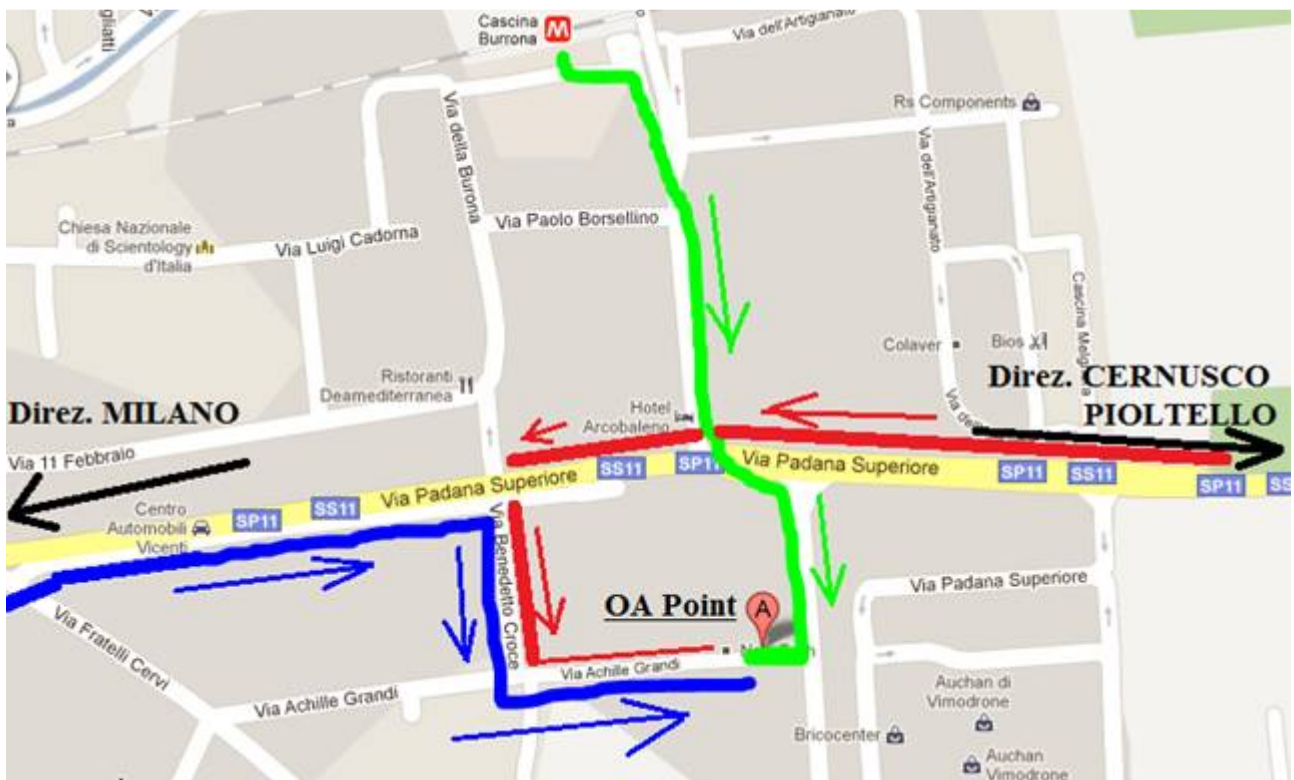 Cascina
Burrona
M
Via dell'Artigianato
Rs Components
Via della Burona
Via dell'Artigianato
Via Paolo Borsellino
Chiesa Nazionale
di Scientology
d'Italia
Via Luigi Cadorna
Colaver
Bios
Ristoranti
Deamediterranea
Direz. CERNUSCO
PIOLTELLO
Direz. MILANO
Hotel
Arcobaleno
Via 11 Febbraio
SS11
SP11
Via Padana Superiore
SP11
SS11
SP11
Via Padana Superiore
Centro
Automobili
Vicenti
SP11
SS11
Via Benedetto Croce
Via Padana Superiore
OA Point
A
Via Fratelli Cervi
Via Achille Grandi
Via Achille Grandi
Auchan di
Vimodrone
Bricocenter
Auchan
Vimodrone